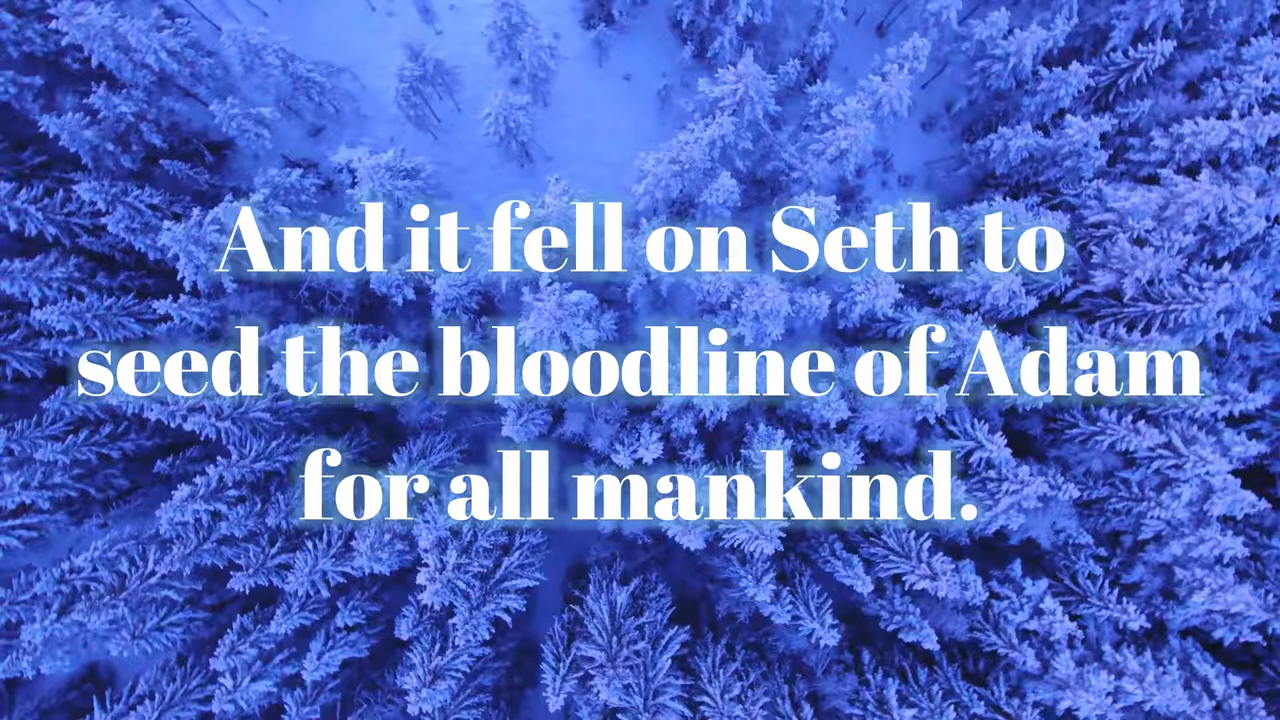 And it fell on Seth to
seed the bloodline of Adam
for all mankind.